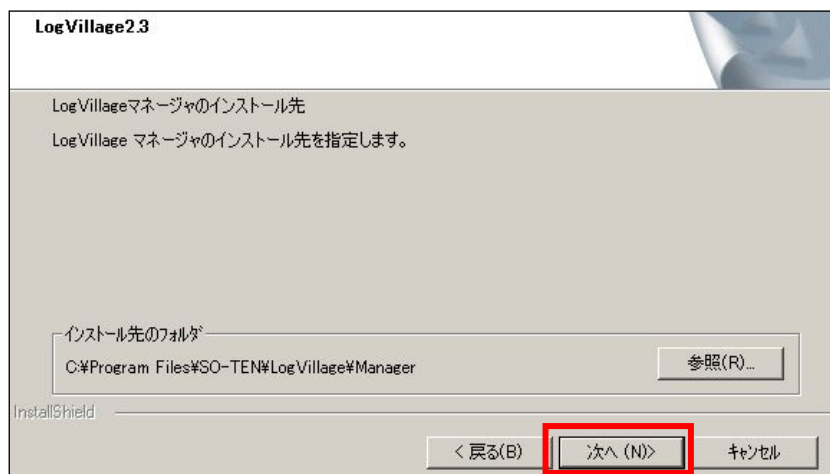 LogVillage2.3
LogVillageマネージャのインストール先
LogVillage マネージャのインストール先を指定します。
インストール先のフォルダ
C:¥Program Files¥SO-TEN¥LogVillage¥Manager
参照(R)...
InstallShield
< 戻る(B)
次へ (N)>
キャンセル